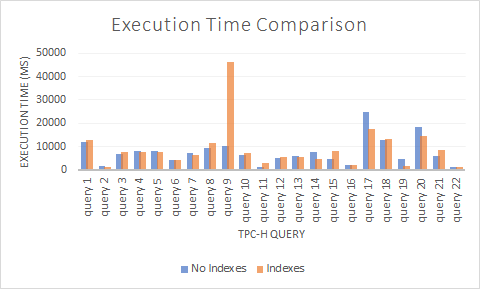 Execution Time Comparison
EXECUTION TIME (MS)
50000
40000
30000
20000
10000
0
query 1
query 2
query 3
query 4
query 5
query 6
query 7
query 8
query 9
query 10
query 11
query 12
query 13
query 14
query 15
query 16
query 17
query 18
query 19
query 20
query 21
query 22
TPC-H QUERY
No Indexes
Indexes